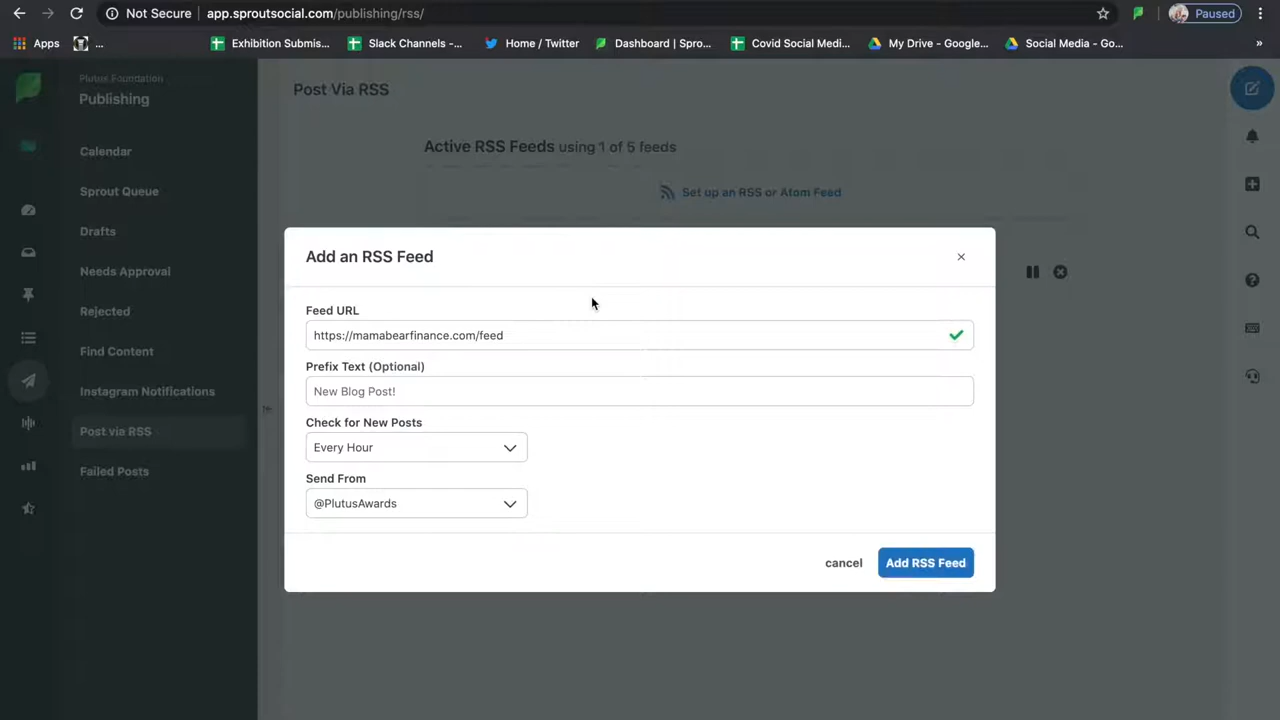 Not Secure
app.sproutsocial.com/publishing/rss/
Paused
Apps
...
Exhibition Submis...
Slack Channels -...
Home / Twitter
Dashboard | Spro...
Covid Social Medi...
My Drive - Google...
Social Media - Go...
»
Plutus Foundation
Publishing
Calendar
Sprout Queue
Drafts
Needs Approval
Rejected
Find Content
Instagram Notifications
Post via RSS
Failed Posts
Post Via RSS
Active RSS Feeds using 1 of 5 feeds
Set up an RSS or Atom Feed
Add an RSS Feed
Feed URL
https://mamabearfinance.com/feed
Prefix Text (Optional)
New Blog Post!
Check for New Posts
Every Hour
Send From
@PlutusAwards
cancel
Add RSS Feed